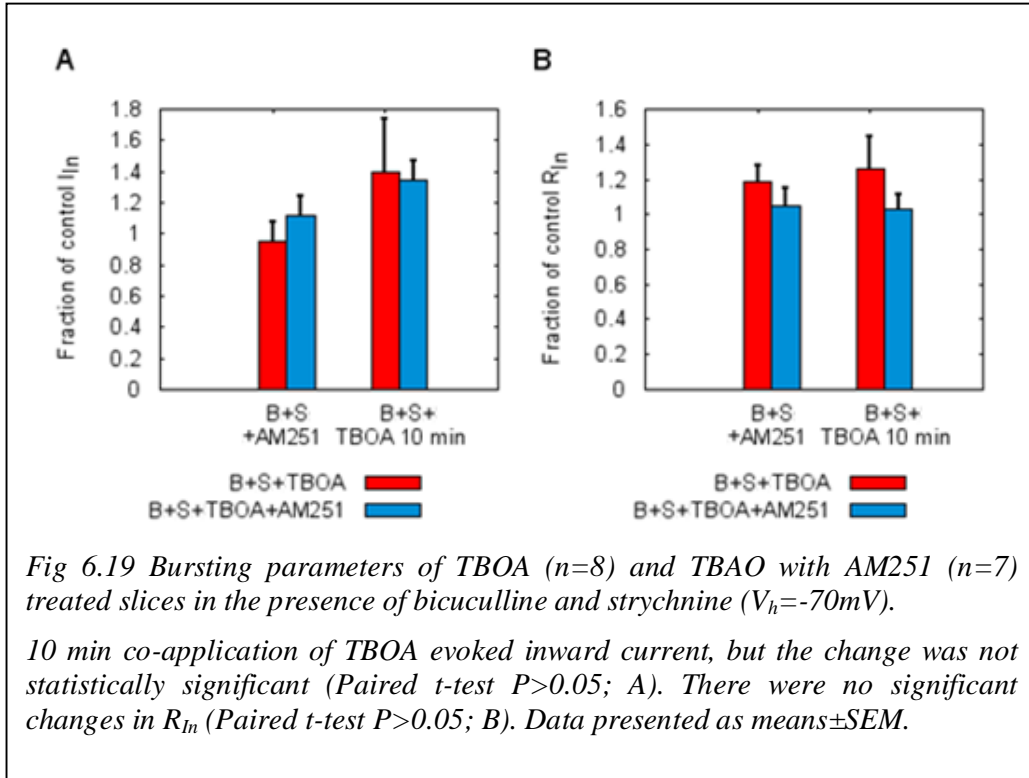 A
Fraction of control I_In
1.8
1.6
1.4
1.2
1
0.8
0.6
0.4
0.2
0
B+S
+AM251
B+S+
TBOA 10 min
B+S+TBOA
B+S+TBOA+AM251
B
Fraction of control R_In
1.6
1.4
1.2
1
0.8
0.6
0.4
0.2
0
B+S
+AM251
B+S+
TBOA 10 min
B+S+TBOA
B+S+TBOA+AM251
Fig 6.19 Bursting parameters of TBOA (n=8) and TBAO with AM251 (n=7)
treated slices in the presence of bicuculline and strychnine (V_h=-70mV).
10 min co-application of TBOA evoked inward current, but the change was not
statistically significant (Paired t-test P>0.05; A). There were no significant
changes in R_In (Paired t-test P>0.05; B). Data presented as means±SEM.